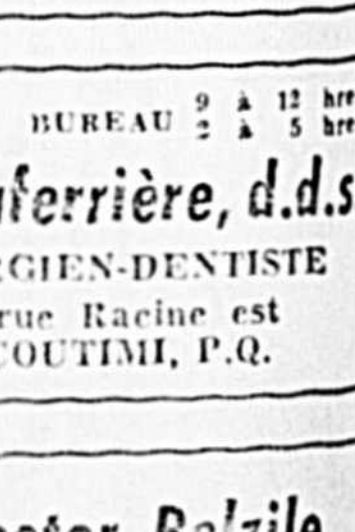 BUREAU 9 à 12 hre
2 à 5 hre
aferrière, d.d.s
RGIEN-DENTISTE
rue Racine est
COUTIMI, P.Q.